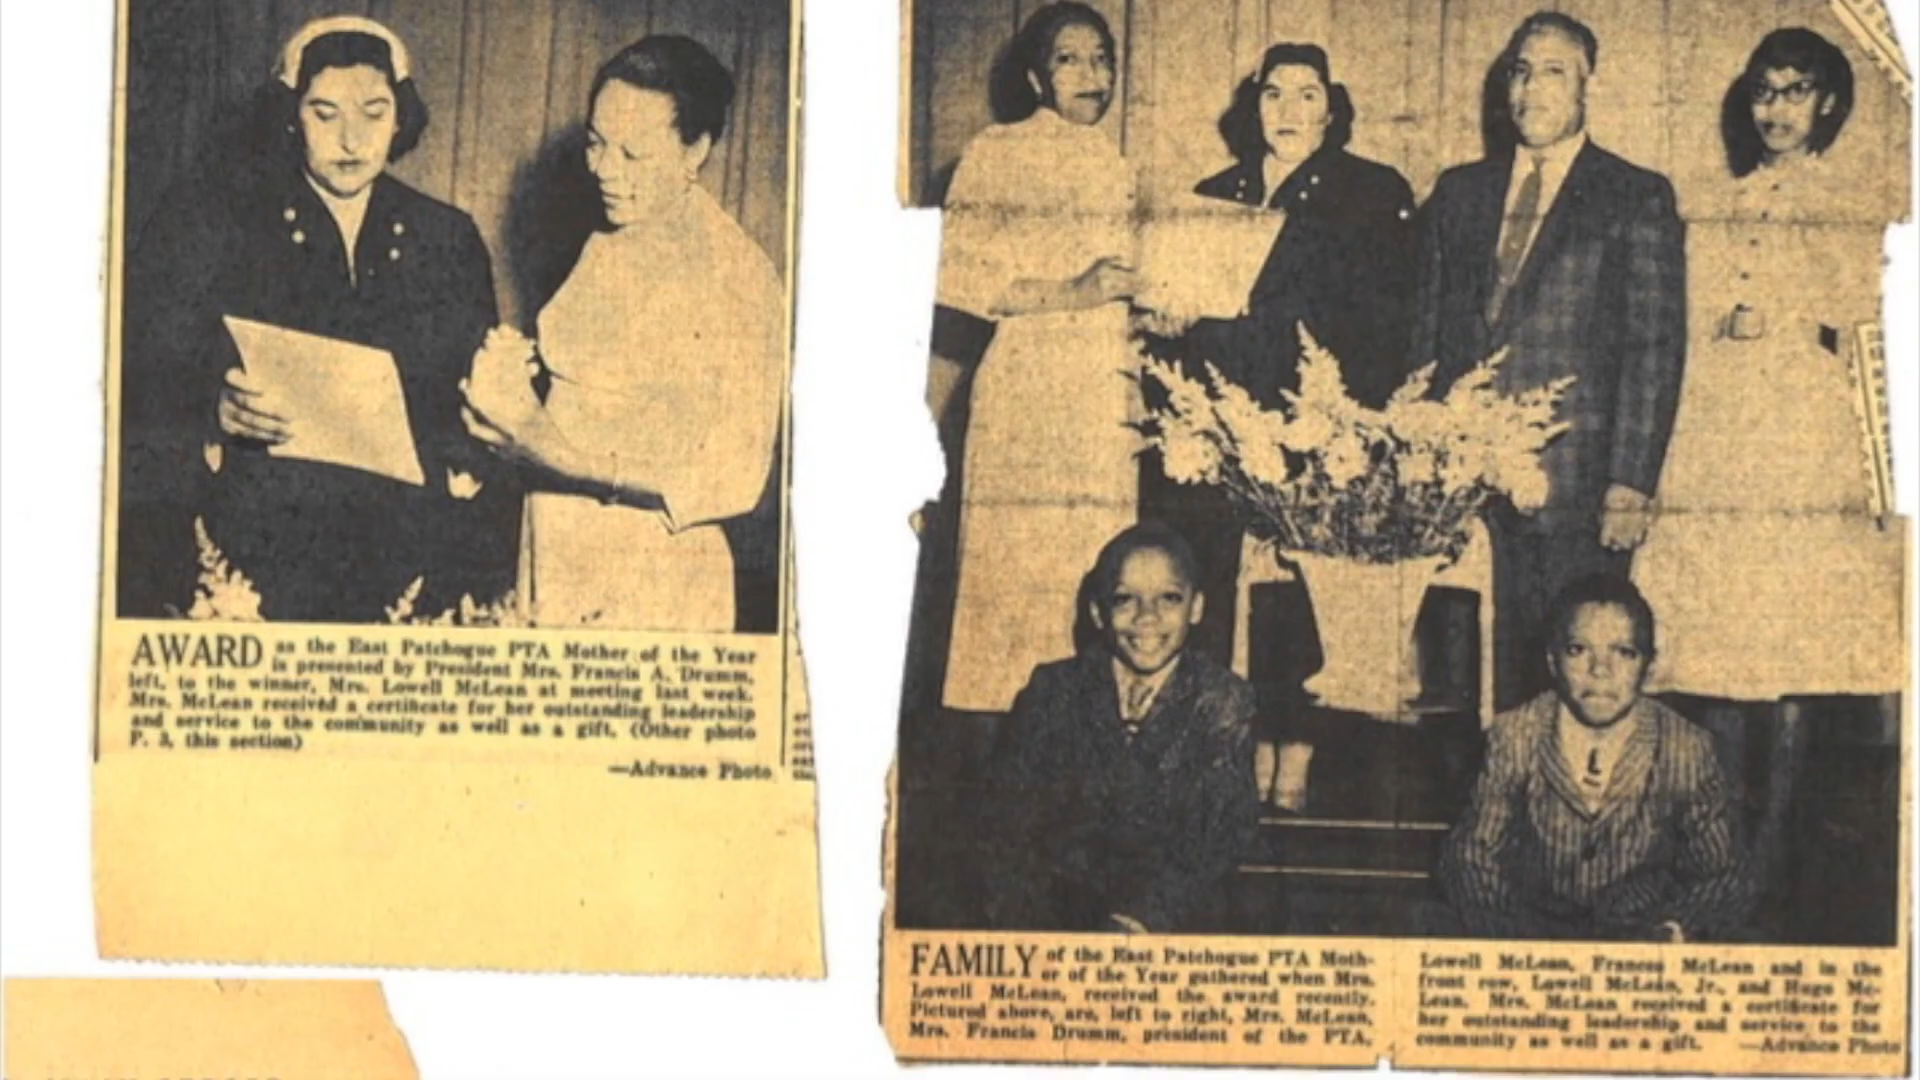 AWARD as the East Patchogue PTA Mother of the Year
is presented by President Mrs. Francis A. Drumm,
left, to the winner, Mrs. Lowell McLean at meeting last week.
Mrs. McLean received a certificate for her outstanding leadership
and service to the community as well as a gift. (Other photo
P. 3, this section)
—Advance Photo
FAMILY of the East Patchogue PTA Moth-
er of the Year gathered when Mrs.
Lowell McLean, received the award recently.
Pictured above, are, left to right, Mrs. McLean,
Mrs. Francis Drumm, president of the PTA,
Lowell McLean, Frances McLean and in the
front row, Lowell McLean, Jr., and Hugo Mc-
Lean. Mrs. McLean received a certificate for
her outstanding leadership and service to the
community as well as a gift. —Advance Photo